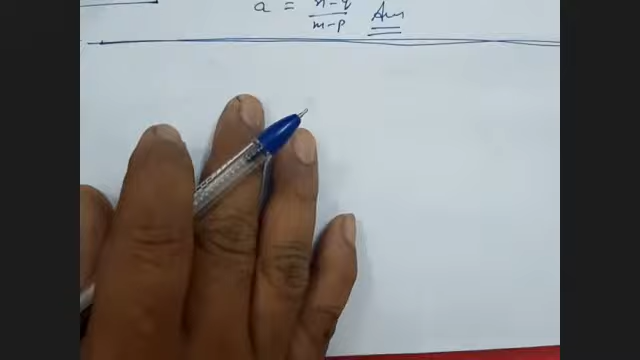 a = n-q/m-p Ans